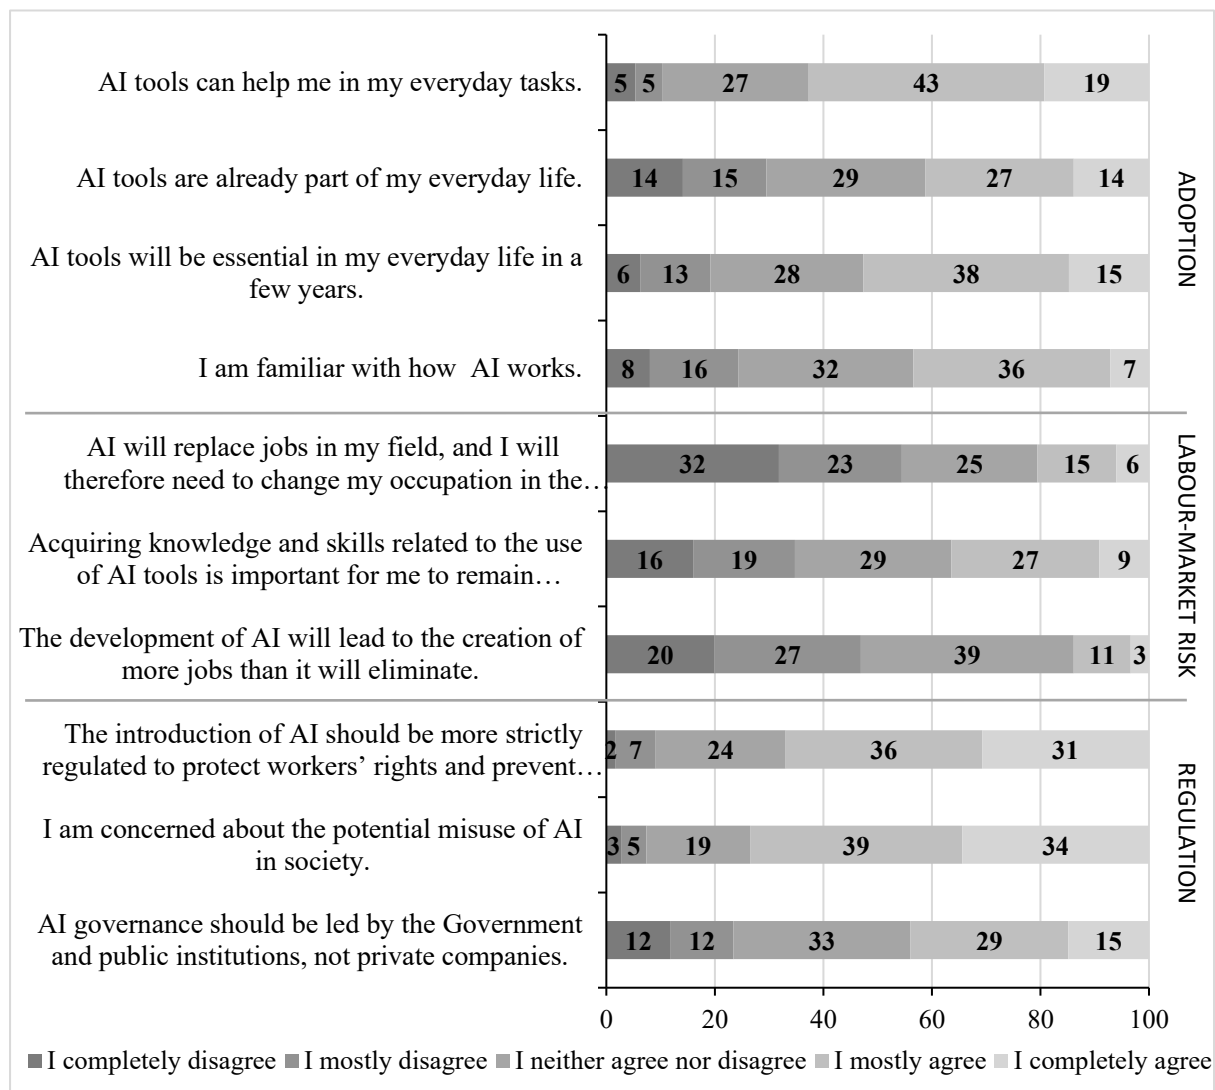 AI tools can help me in my everyday tasks.
5 5 27 43 19
AI tools are already part of my everyday life.
14 15 29 27 14
AI tools will be essential in my everyday life in a
few years.
6 13 28 38 15
I am familiar with how  AI works.
8 16 32 36 7
ADOPTION
AI will replace jobs in my field, and I will
therefore need to change my occupation in the…
32 23 25 15 6
Acquiring knowledge and skills related to the use
of AI tools is important for me to remain…
16 19 29 27 9
The development of AI will lead to the creation of
more jobs than it will eliminate.
20 27 39 11 3
LABOUR-MARKET RISK
The introduction of AI should be more strictly
regulated to protect workers’ rights and prevent…
2 7 24 36 31
I am concerned about the potential misuse of AI
in society.
3 5 19 39 34
AI governance should be led by the Government
and public institutions, not private companies.
12 12 33 29 15
REGULATION
0 20 40 60 80 100
I completely disagree I mostly disagree I neither agree nor disagree I mostly agree I completely agree